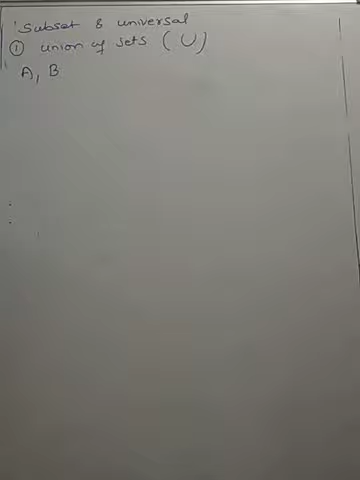 Subset & universal
① union of sets ( ∪ )
A, B